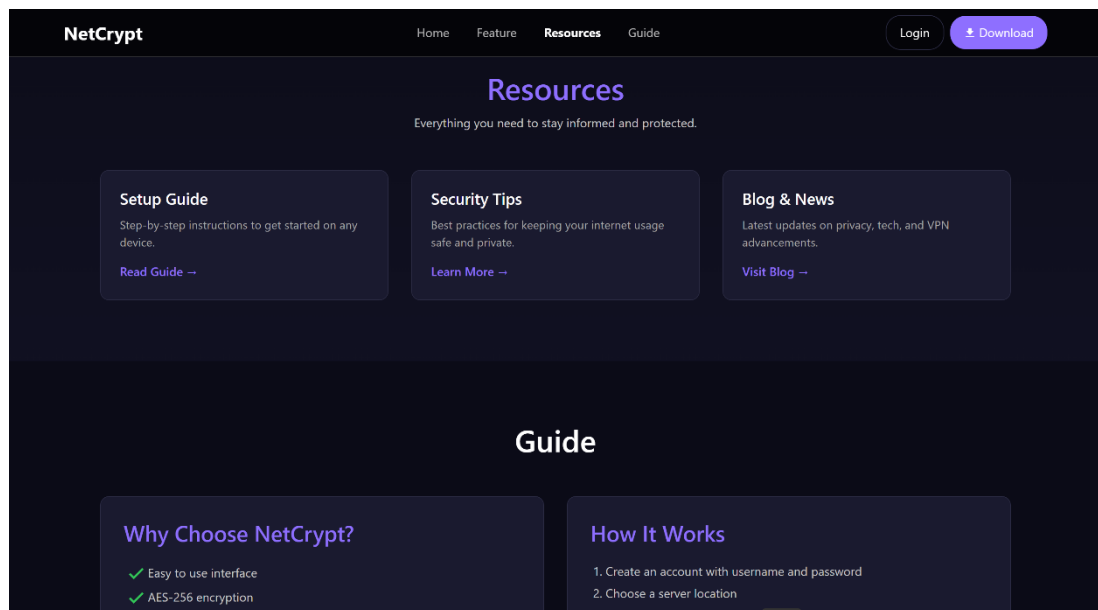 NetCrypt
Home Feature Resources Guide
Login Download
Resources
Everything you need to stay informed and protected.
Setup Guide
Step-by-step instructions to get started on any
device.
Read Guide →
Security Tips
Best practices for keeping your internet usage
safe and private.
Learn More →
Blog & News
Latest updates on privacy, tech, and VPN
advancements.
Visit Blog →
Guide
Why Choose NetCrypt?
Easy to use interface
AES-256 encryption
How It Works
1. Create an account with username and password
2. Choose a server location